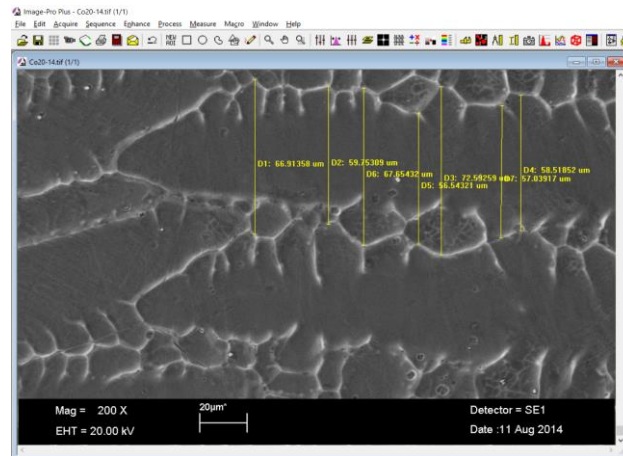 Image-Pro Plus - Co20-14.tif (1/1)
File Edit Acquire Sequence Enhance Process Measure Macro Window Help
Co20-14.tif (1/1)
D1: 66.91358 um
D2: 59.75309 um
D6: 67.65432 um
D5: 56.54321 um
D3: 72.59259 um
D7: 57.03917 um
D4: 58.51852 um
Mag = 200 X
20µm*
Detector = SE1
EHT = 20.00 kV
Date :11 Aug 2014